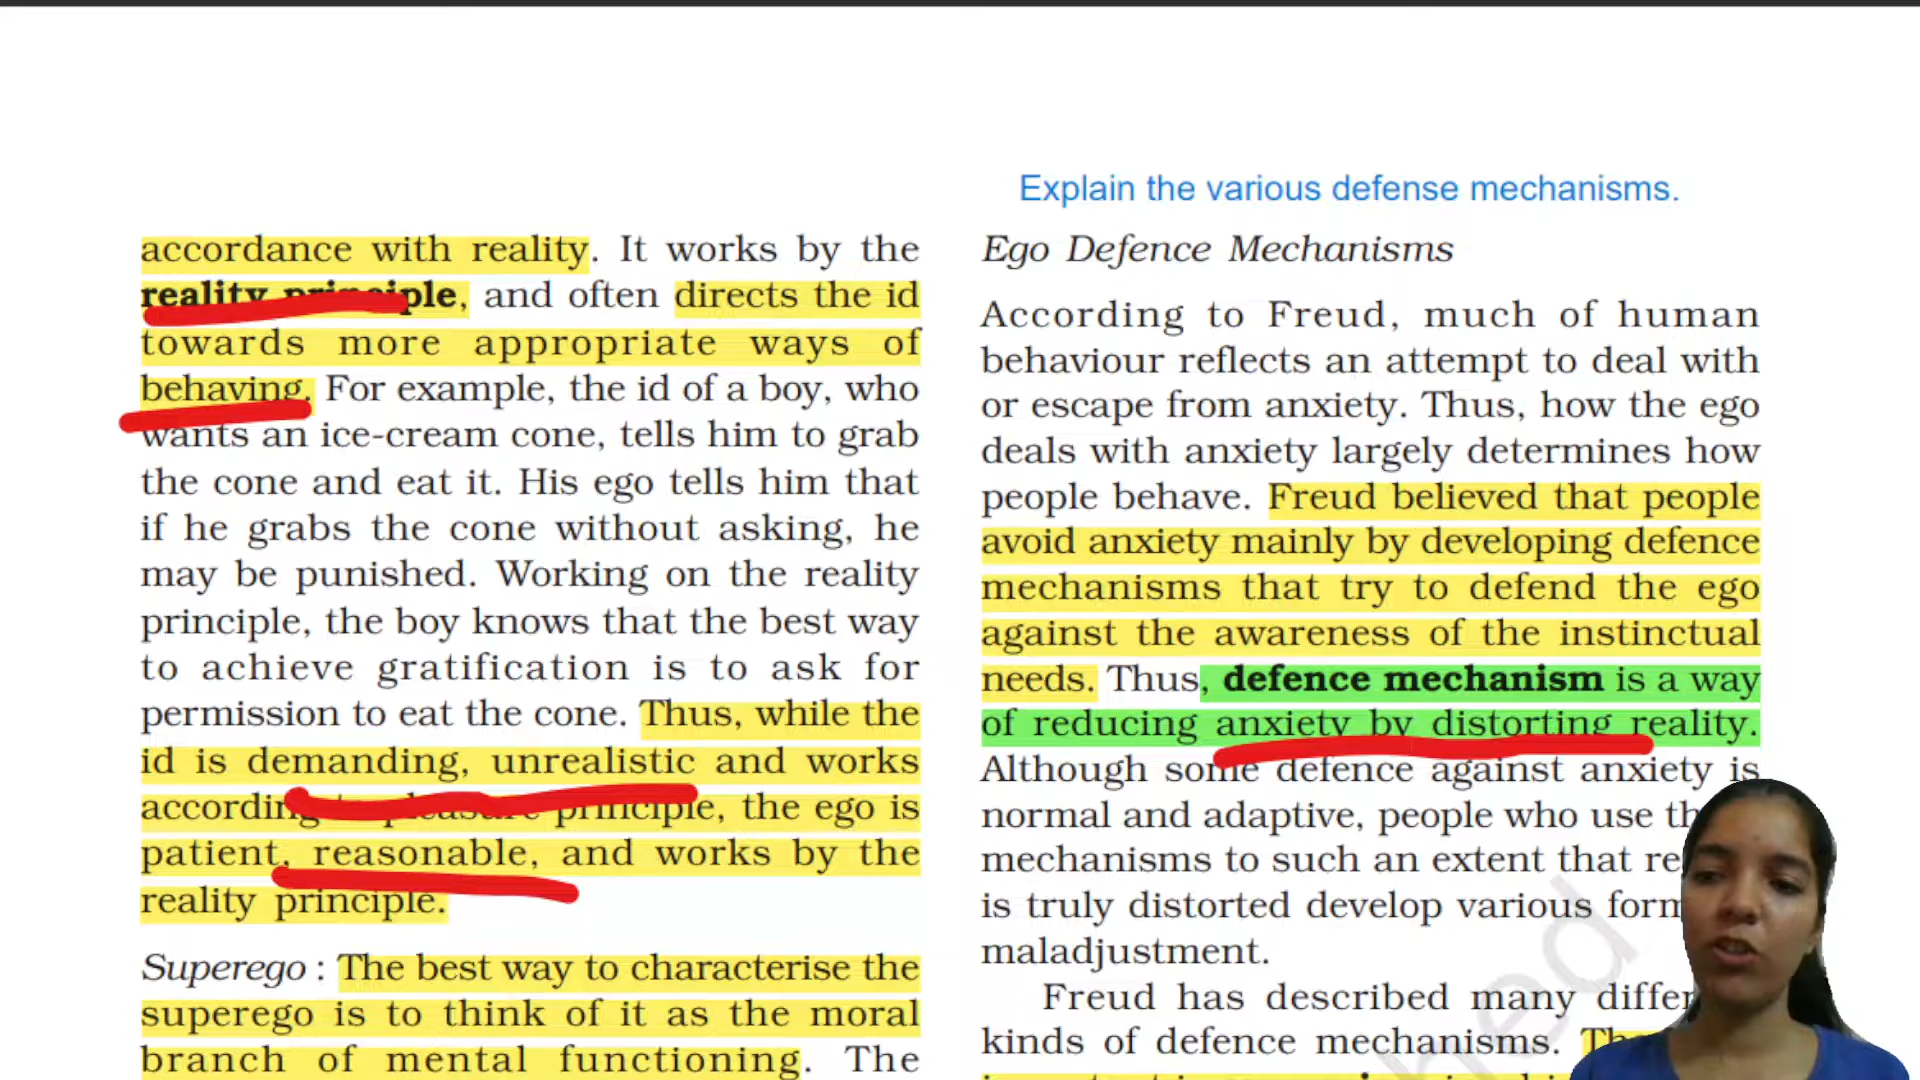 Explain the various defense mechanisms.
accordance with reality. It works by the
reality principle, and often directs the id
towards more appropriate ways of
behaving. For example, the id of a boy, who
wants an ice-cream cone, tells him to grab
the cone and eat it. His ego tells him that
if he grabs the cone without asking, he
may be punished. Working on the reality
principle, the boy knows that the best way
to achieve gratification is to ask for
permission to eat the cone. Thus, while the
id is demanding, unrealistic and works
according to pleasure principle, the ego is
patient, reasonable, and works by the
reality principle.
Superego : The best way to characterise the
superego is to think of it as the moral
branch of mental functioning. The
Ego Defence Mechanisms
According to Freud, much of human
behaviour reflects an attempt to deal with
or escape from anxiety. Thus, how the ego
deals with anxiety largely determines how
people behave. Freud believed that people
avoid anxiety mainly by developing defence
mechanisms that try to defend the ego
against the awareness of the instinctual
needs. Thus, defence mechanism is a way
of reducing anxiety by distorting reality.
Although some defence against anxiety is
normal and adaptive, people who use
mechanisms to such an extent that
is truly distorted develop various
maladjustment.
Freud has described many
kinds of defence mechanisms.